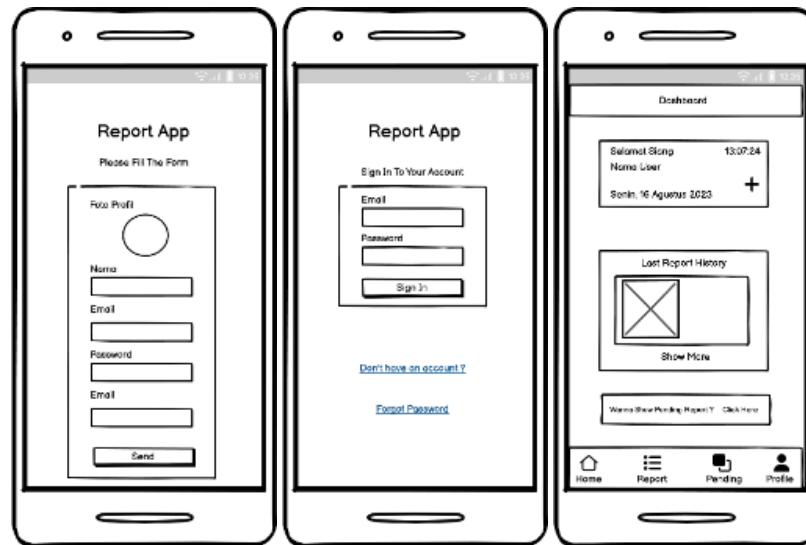 Report App
Please Fill The Form
Foto Profil
Nama
Email
Password
Email
Send
Report App
Sign In To Your Account
Email
Password
Sign In
Don't have an account ?
Forgot Password
Dashboard
Selamat Siang 13:07:24
Nama User
Senin, 16 Agustus 2023
Last Report History
Show More
Wanna Show Pending Report ? Click Here
Home Report Pending Profile